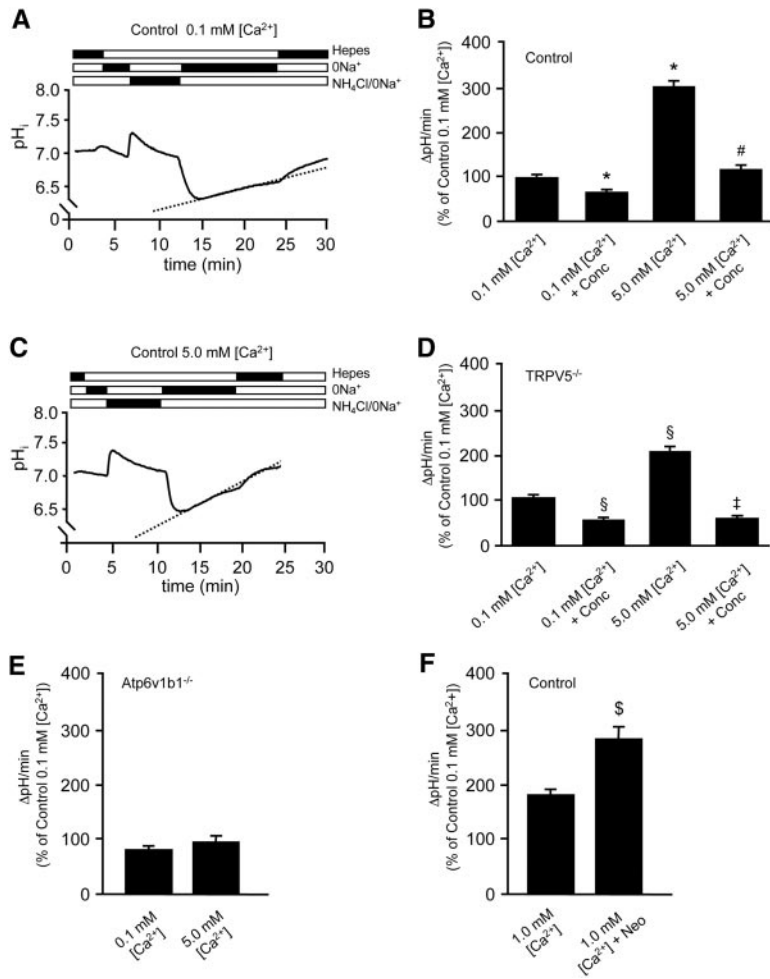 A
Control 0.1 mM [Ca²⁺]
Hepes
0Na⁺
NH₄Cl/0Na⁺
pHᵢ
8.0
7.0
6.5
0
0 5 10 15 20 25 30
time (min)
B
Control
ΔpH/min
(% of Control 0.1 mM [Ca²⁺])
400
300
200
100
0
*
*
#
0.1 mM [Ca²⁺]
0.1 mM [Ca²⁺]
+ Conc
5.0 mM [Ca²⁺]
5.0 mM [Ca²⁺]
+ Conc
C
Control 5.0 mM [Ca²⁺]
Hepes
0Na⁺
NH₄Cl/0Na⁺
pHᵢ
8.0
7.5
7.0
6.5
0 5 10 15 20 25 30
time (min)
D
TRPV5⁻/⁻
ΔpH/min
(% of Control 0.1 mM [Ca²⁺]
400
300
200
100
0
§
§
‡
0.1 mM [Ca²⁺]
0.1 mM [Ca²⁺]
+ Conc
5.0 mM [Ca²⁺]
5.0 mM [Ca²⁺]
+ Conc
E
Atp6v1b1⁻/⁻
ΔpH/min
(% of Control 0.1 mM [Ca²⁺])
400
300
200
100
0
0.1 mM
[Ca²⁺]
5.0 mM
[Ca²⁺]
F
Control
ΔpH/min
(% of Control 0.1 mM [Ca²+]
400
300
200
100
0
$
1.0 mM
[Ca²⁺]
1.0 mM
[Ca²⁺] + Neo